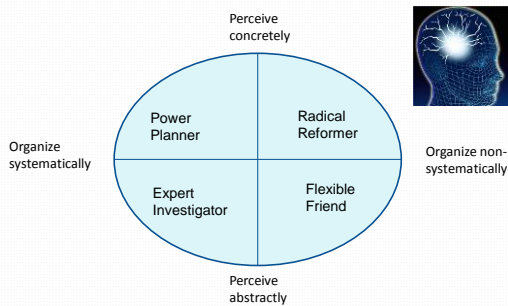 Perceive
concretely
Power
Planner
Radical
Reformer
Organize
systematically
Organize non-
systematically
Expert
Investigator
Flexible
Friend
Perceive
abstractly